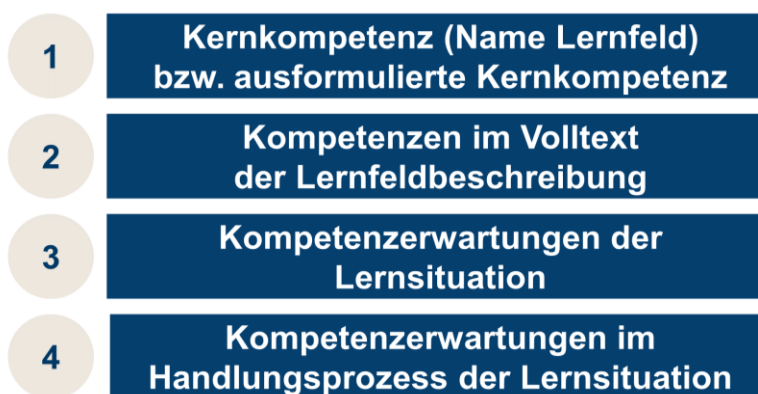 1
Kernkompetenz (Name Lernfeld)
bzw. ausformulierte Kernkompetenz
2
Kompetenzen im Volltext
der Lernfeldbeschreibung
3
Kompetenzerwartungen der
Lernsituation
4
Kompetenzerwartungen im
Handlungsprozess der Lernsituation